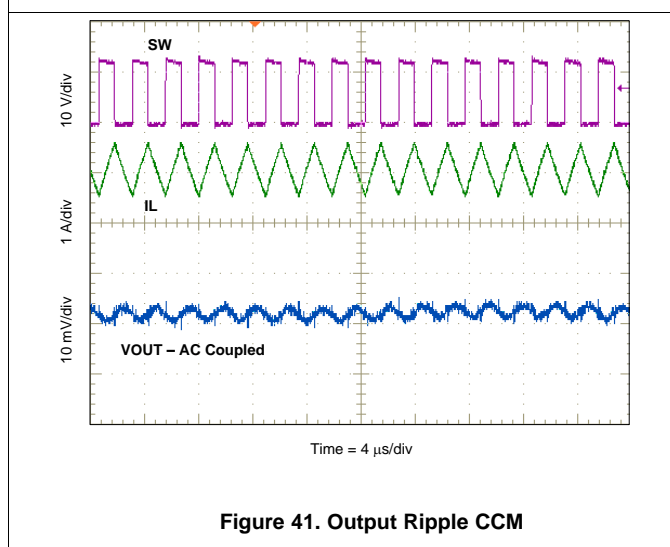 SW
10 V/div
IL
1 A/div
10 mV/div
VOUT – AC Coupled
Time = 4 μs/div
Figure 41. Output Ripple CCM